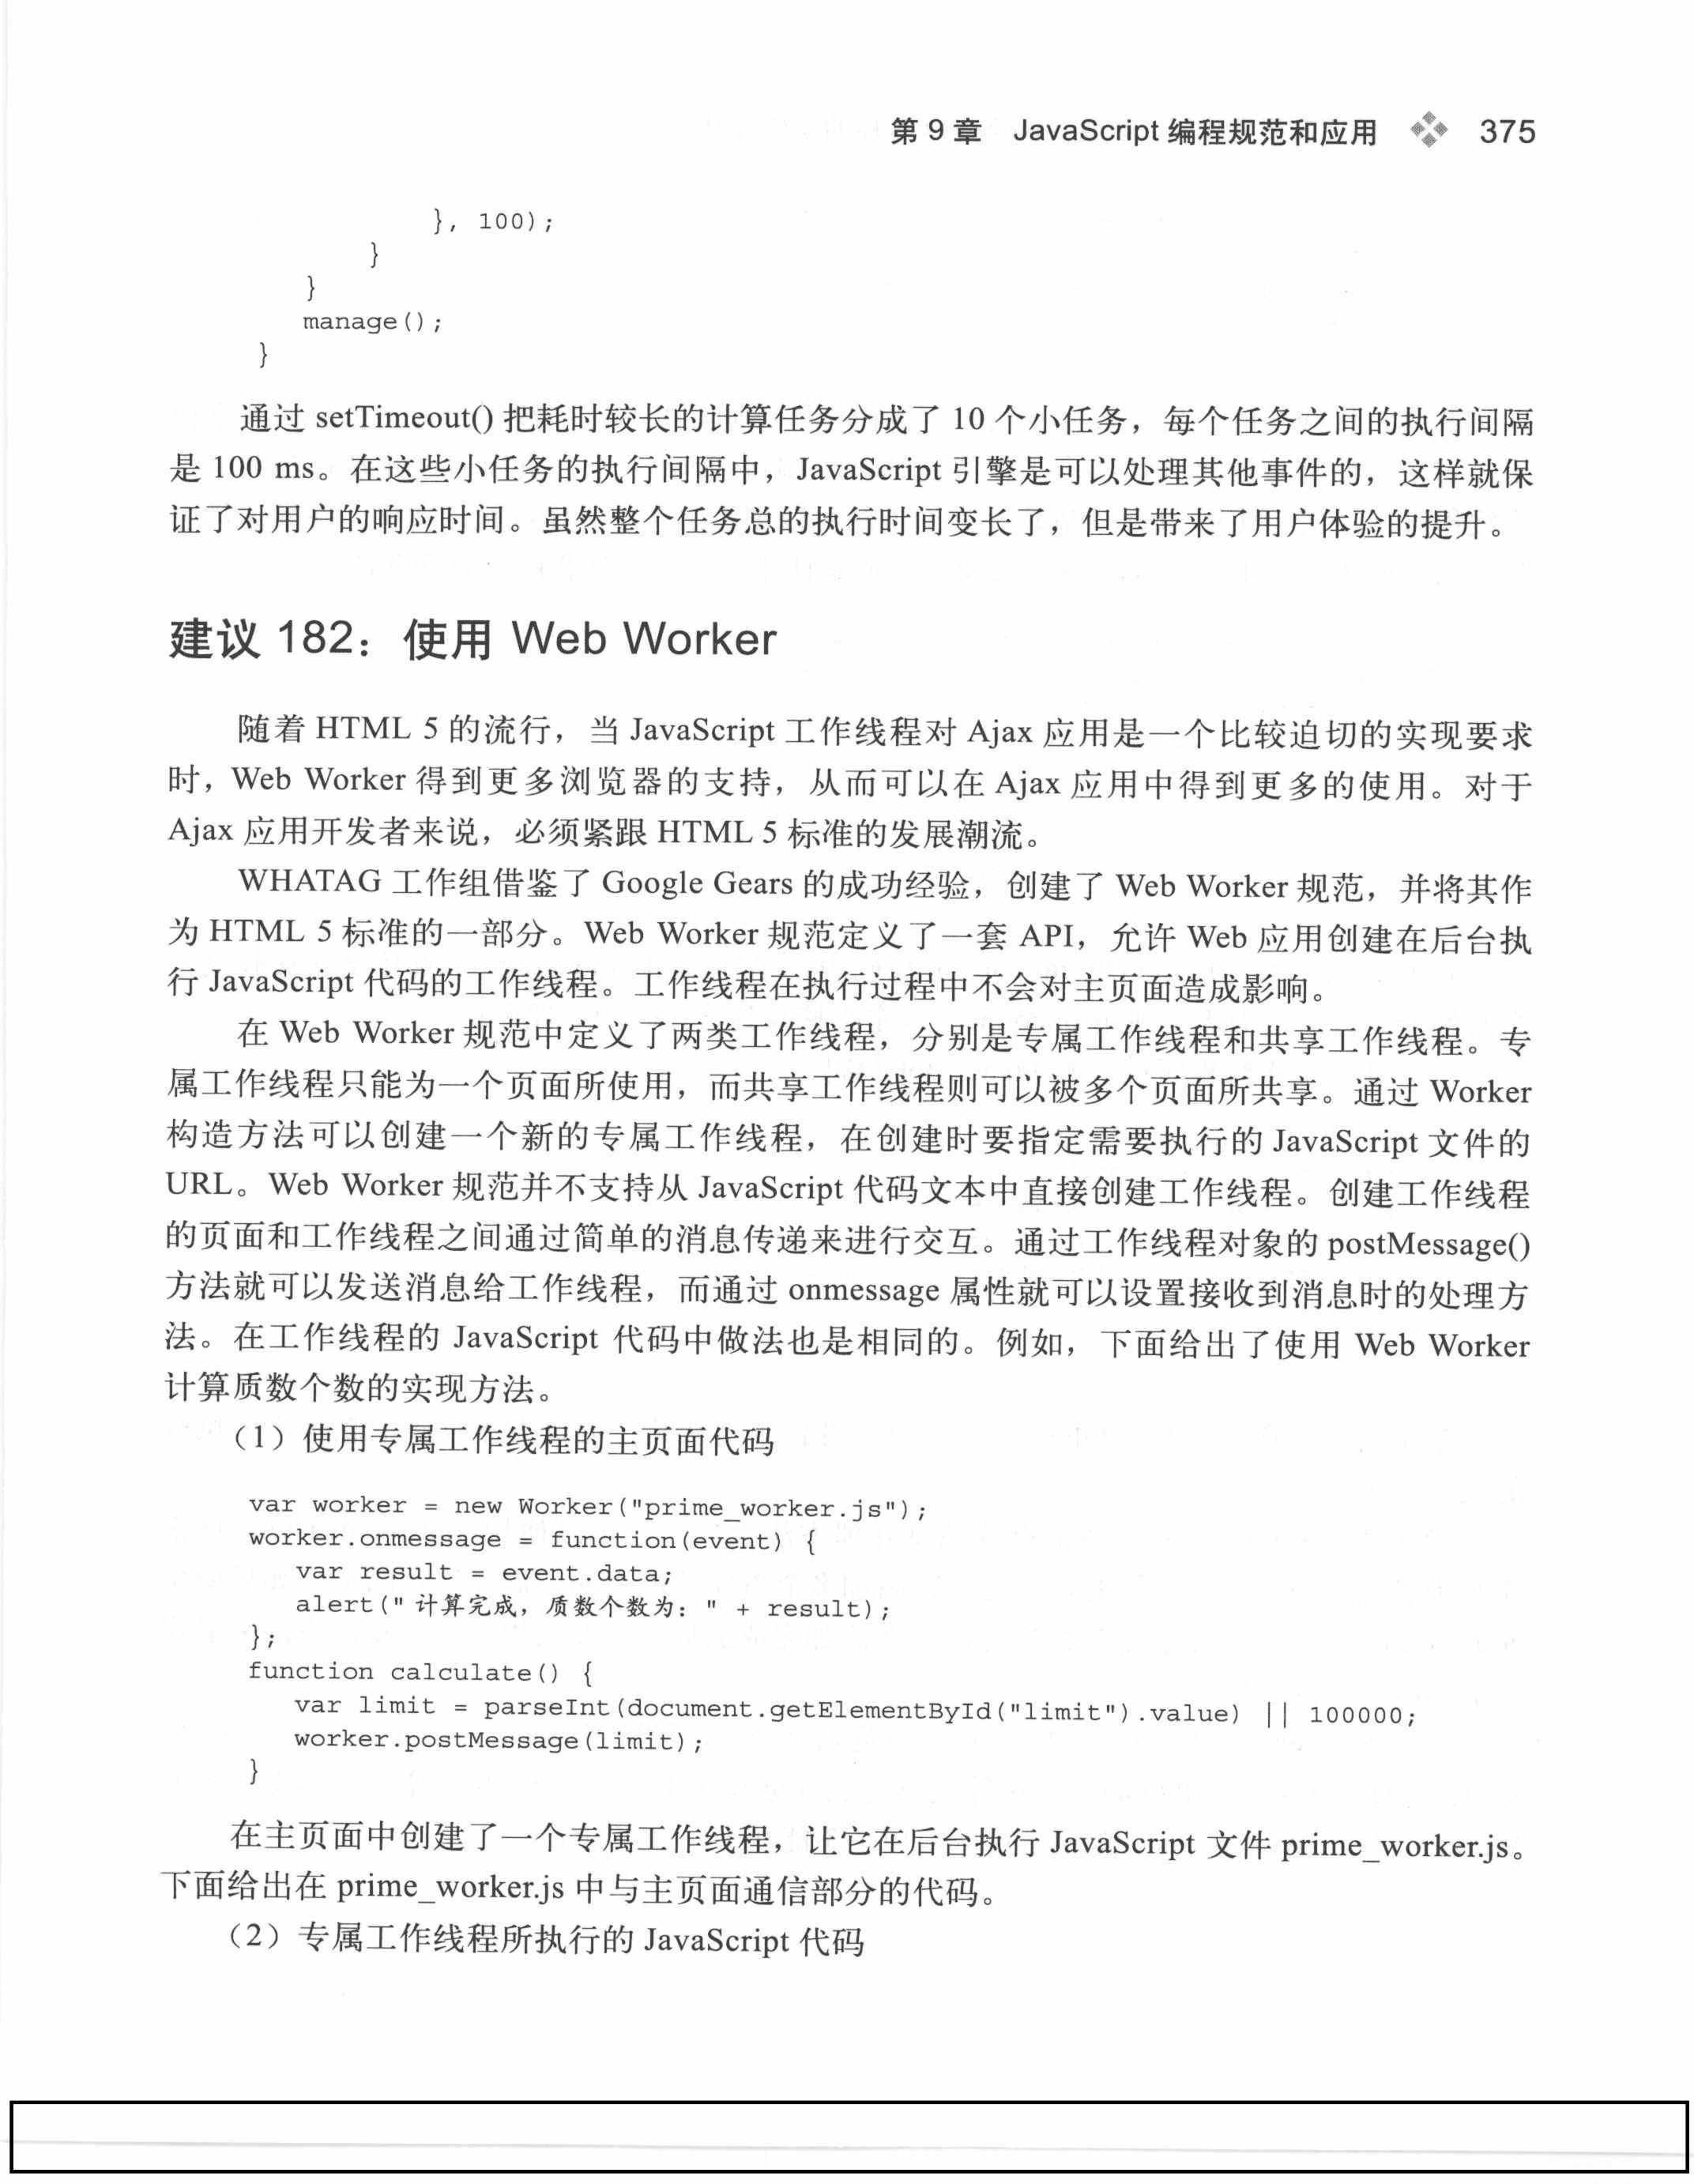 第 9 章 JavaScript 编程规范和应用 375
}, 100);
}
}
manage();
}
通过 setTimeout() 把耗时较长的计算任务分成了 10 个小任务，每个任务之间的执行间隔
是 100 ms。在这些小任务的执行间隔中，JavaScript 引擎是可以处理其他事件的，这样就保
证了对用户的响应时间。虽然整个任务总的执行时间变长了，但是带来了用户体验的提升。
建议 182：使用 Web Worker
随着 HTML 5 的流行，当 JavaScript 工作线程对 Ajax 应用是一个比较迫切的实现要求
时，Web Worker 得到更多浏览器的支持，从而可以在 Ajax 应用中得到更多的使用。对于
Ajax 应用开发者来说，必须紧跟 HTML 5 标准的发展潮流。
WHATAG 工作组借鉴了 Google Gears 的成功经验，创建了 Web Worker 规范，并将其作
为 HTML 5 标准的一部分。Web Worker 规范定义了一套 API，允许 Web 应用创建在后台执
行 JavaScript 代码的工作线程。工作线程在执行过程中不会对主页面造成影响。
在 Web Worker 规范中定义了两类工作线程，分别是专属工作线程和共享工作线程。专
属工作线程只能为一个页面所使用，而共享工作线程则可以被多个页面所共享。通过 Worker
构造方法可以创建一个新的专属工作线程，在创建时要指定需要执行的 JavaScript 文件的
URL。Web Worker 规范并不支持从 JavaScript 代码文本中直接创建工作线程。创建工作线程
的页面和工作线程之间通过简单的消息传递来进行交互。通过工作线程对象的 postMessage()
方法就可以发送消息给工作线程，而通过 onmessage 属性就可以设置接收到消息时的处理方
法。在工作线程的 JavaScript 代码中做法也是相同的。例如，下面给出了使用 Web Worker
计算质数个数的实现方法。
（1）使用专属工作线程的主页面代码
var worker = new Worker("prime_worker.js");
worker.onmessage = function(event) {
var result = event.data;
alert(" 计算完成，质数个数为：" + result);
};
function calculate() {
var limit = parseInt(document.getElementById("limit").value) || 100000;
worker.postMessage(limit);
}
在主页面中创建了一个专属工作线程，让它在后台执行 JavaScript 文件 prime_worker.js。
下面给出在 prime_worker.js 中与主页面通信部分的代码。
（2）专属工作线程所执行的 JavaScript 代码